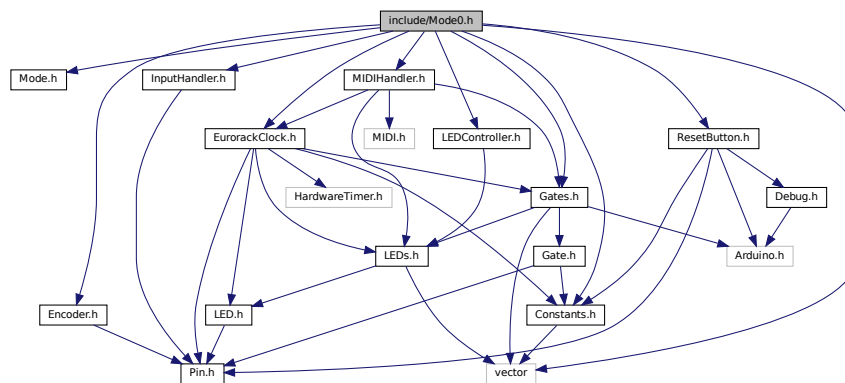 include/Mode0.h
Mode.h
InputHandler.h
MIDIHandler.h
EurorackClock.h
MIDI.h
LEDController.h
ResetButton.h
HardwareTimer.h
Gates.h
Debug.h
LEDs.h
Gate.h
Arduino.h
Encoder.h
LED.h
Constants.h
Pin.h
vector